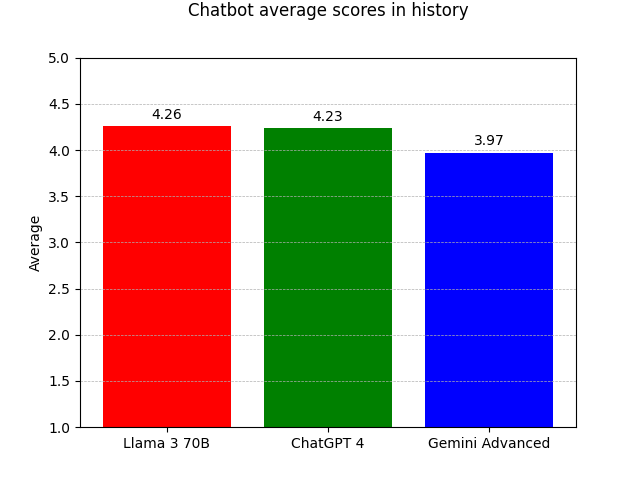 Chatbot average scores in history
5.0
4.5
4.0
3.5
3.0
2.5
2.0
1.5
1.0
Average
4.26
4.23
3.97
Llama 3 70B
ChatGPT 4
Gemini Advanced